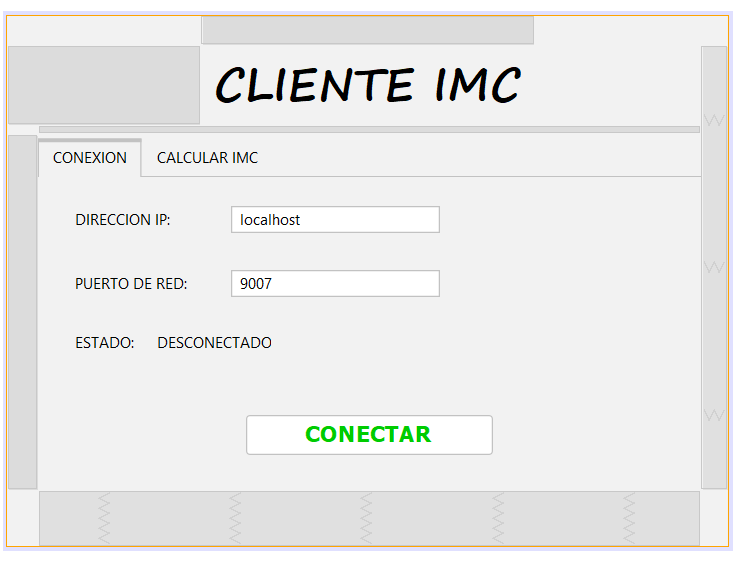 CLIENTE IMC
CONEXION CALCULAR IMC
DIRECCION IP: localhost
PUERTO DE RED: 9007
ESTADO: DESCONECTADO
CONECTAR